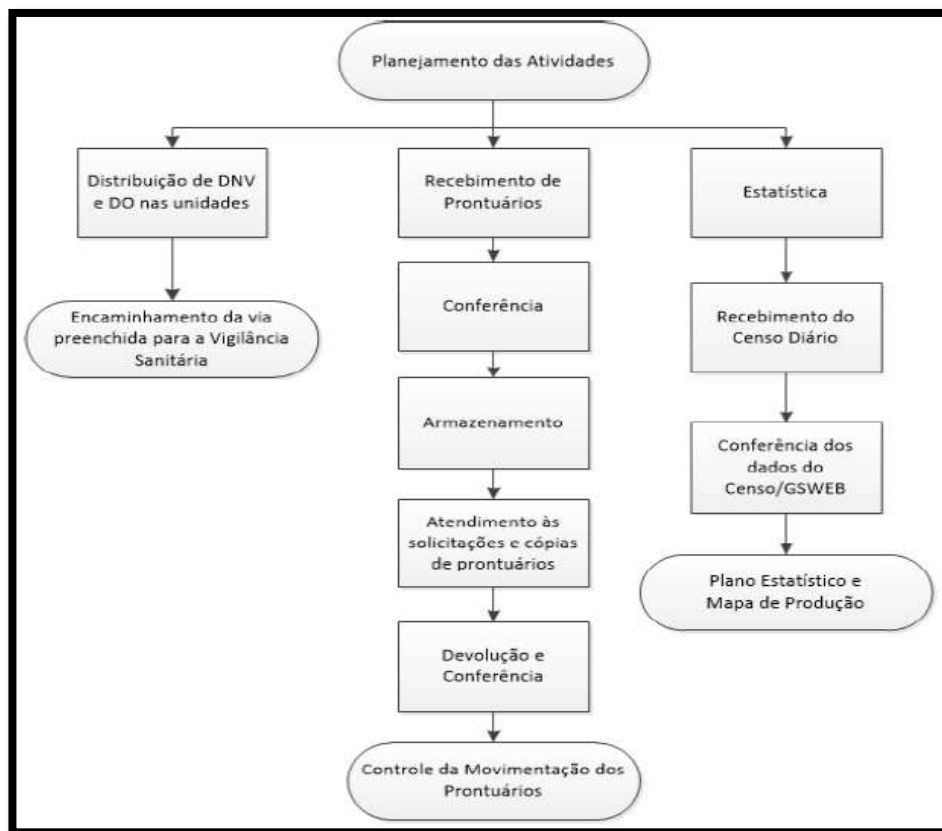 Planejamento das Atividades
Distribuição de DNV
e DO nas unidades
Encaminhamento da via
preenchida para a Vigilância
Sanitária
Recebimento de
Prontuários
Conferência
Armazenamento
Atendimento às
solicitações e cópias
de prontuários
Devolução e
Conferência
Controle da Movimentação dos
Prontuários
Estatística
Recebimento do
Censo Diário
Conferência dos
dados do
Censo/GSWEB
Plano Estatístico e
Mapa de Produção